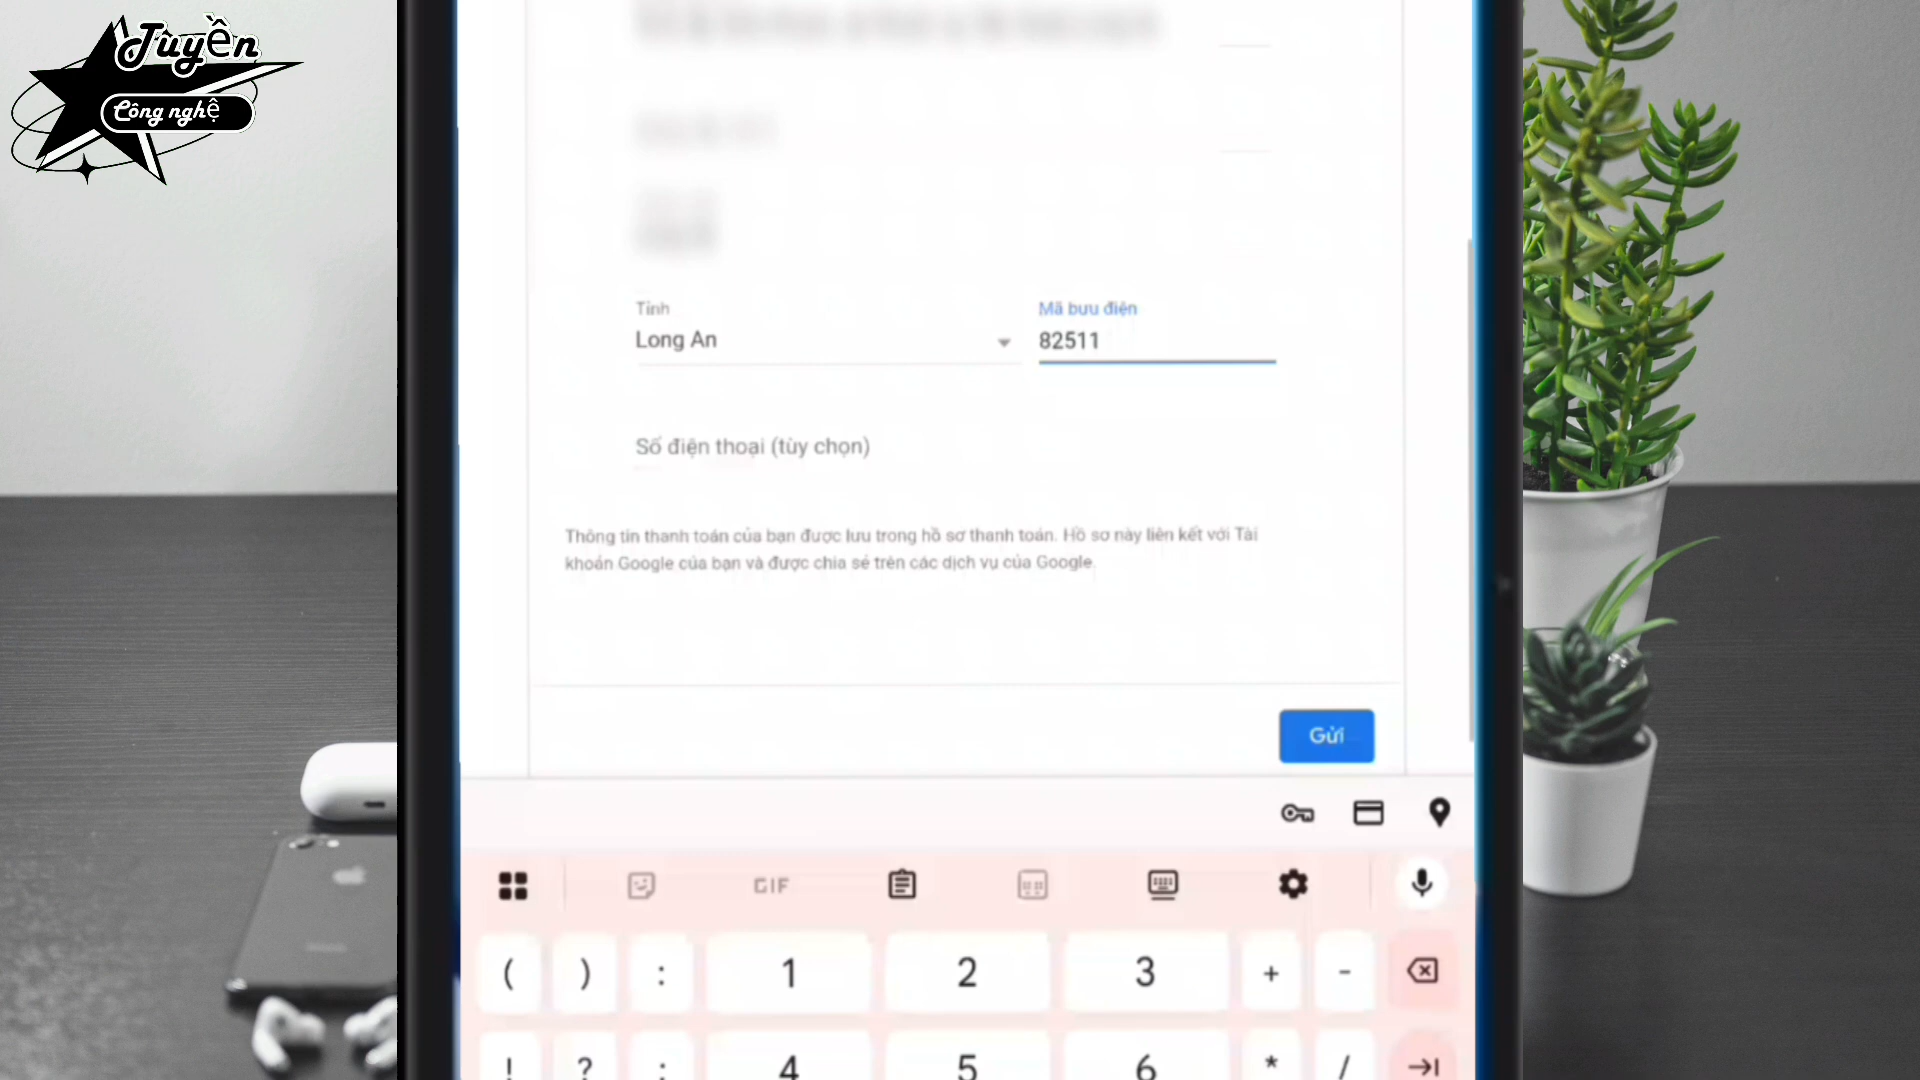 Tuyền
Công nghệ
Tỉnh
Long An
Mã bưu điện
82511
Số điện thoại (tùy chọn)
Thông tin thanh toán của bạn được lưu trong hồ sơ thanh toán. Hồ sơ này liên kết với Tài
khoản Google của bạn và được chia sẻ trên các dịch vụ của Google.
Gửi
GIF
( ) : 1 2 3 + -
! ? ; 4 5 6 * /